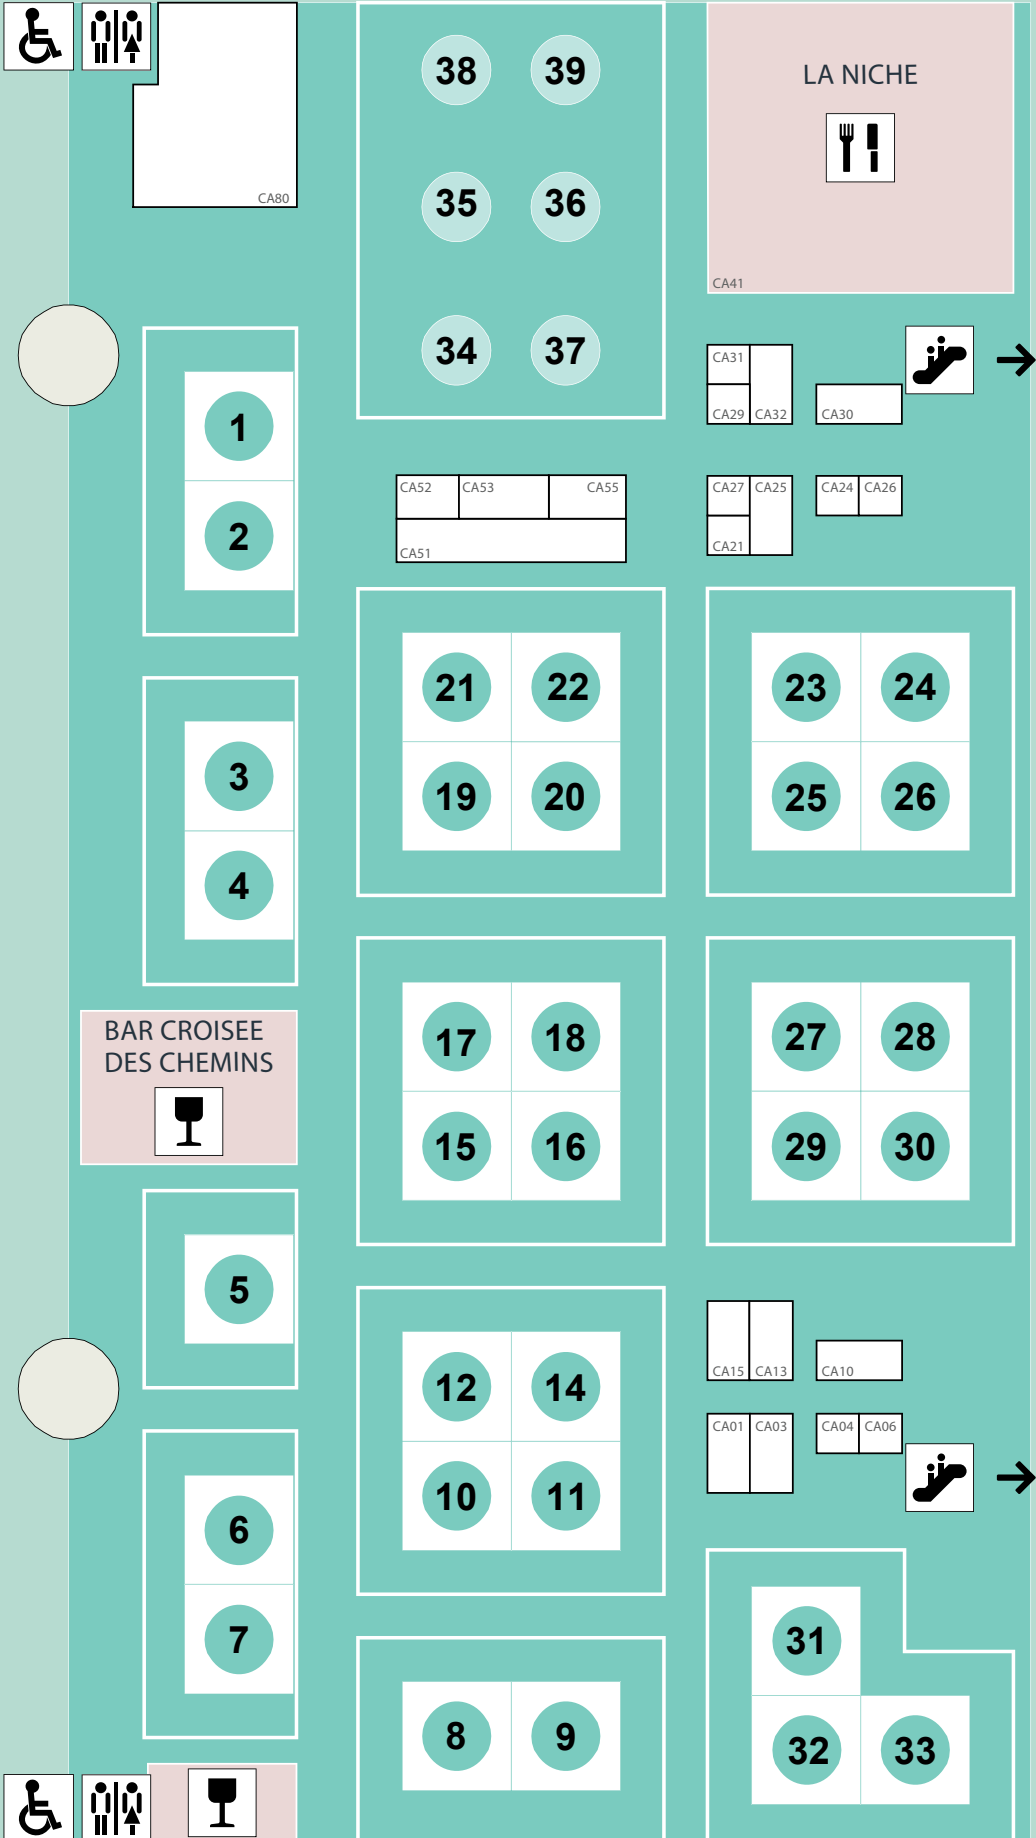 38 39
LA NICHE
35 36
CA80
CA41
34 37
CA31
CA29 CA32 CA30
1
CA52 CA53 CA55
CA27 CA25 CA24 CA26
2
CA51
CA21
21 22 23 24
3
19 20 25 26
4
BAR CROISEE
DES CHEMINS
17 18 27 28
15 16 29 30
5
12 14
CA15 CA13 CA10
CA01 CA03 CA04 CA06
10 11
6
7
31
8 9
32 33